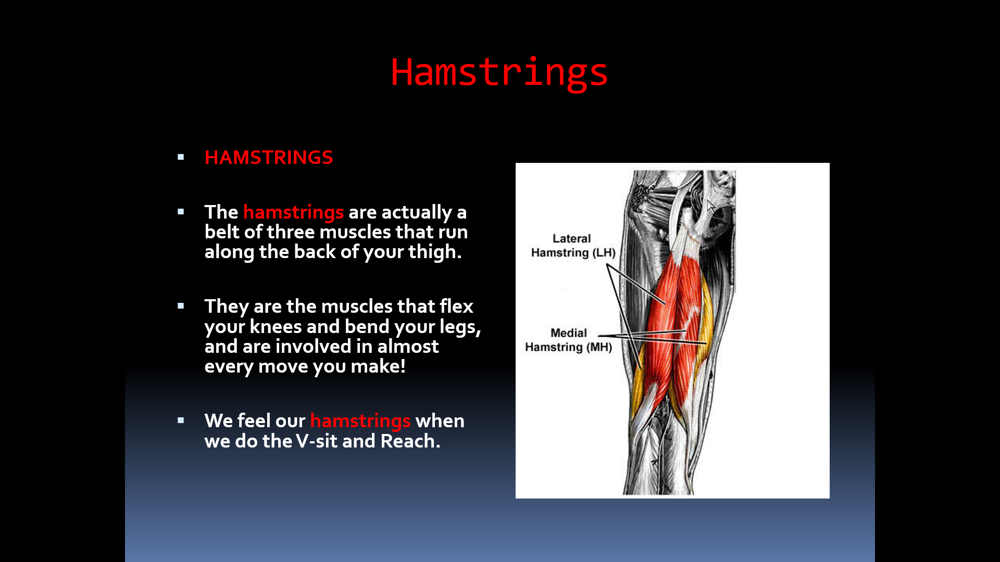 Hamstrings
HAMSTRINGS
The hamstrings are actually a
belt of three muscles that run
along the back of your thigh.
They are the muscles that flex
your knees and bend your legs,
and are involved in almost
every move you make!
We feel our hamstrings when
we do the V-sit and Reach.
Lateral
Hamstring (LH)
Medial
Hamstring (MH)